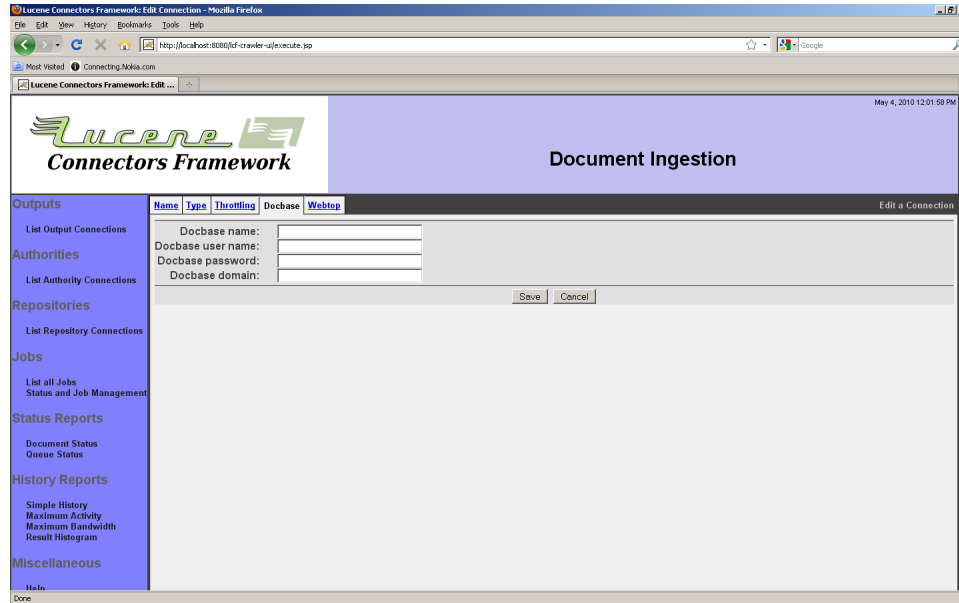 Lucene Connectors Framework: Edit Connection - Mozilla Firefox
File Edit View History Bookmarks Tools Help
http://localhost:8080/lcf-crawler-ui/execute.jsp
Google
Most Visited Connecting.Nokia.com
Lucene Connectors Framework: Edit ...
May 4, 2010 12:01:58 PM
Lucene
Connectors Framework
Document Ingestion
Outputs
Name Type Throttling Docbase Webtop
Edit a Connection
List Output Connections
Authorities
List Authority Connections
Repositories
List Repository Connections
Jobs
List all Jobs
Status and Job Management
Status Reports
Document Status
Queue Status
History Reports
Simple History
Maximum Activity
Maximum Bandwidth
Result Histogram
Miscellaneous
Help
Docbase name:
Docbase user name:
Docbase password:
Docbase domain:
Save Cancel
Done